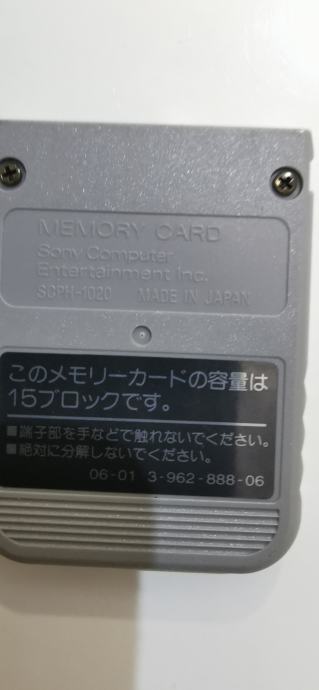 MEMORY CARD
Sony Computer
Entertainment Inc.
SCPH-1020 MADE IN JAPAN
このメモリーカードの容量は
15ブロックです。
■端子部を手などで触れないでください。
■絶対に分解しないでください。
06-01 3-962-888-06